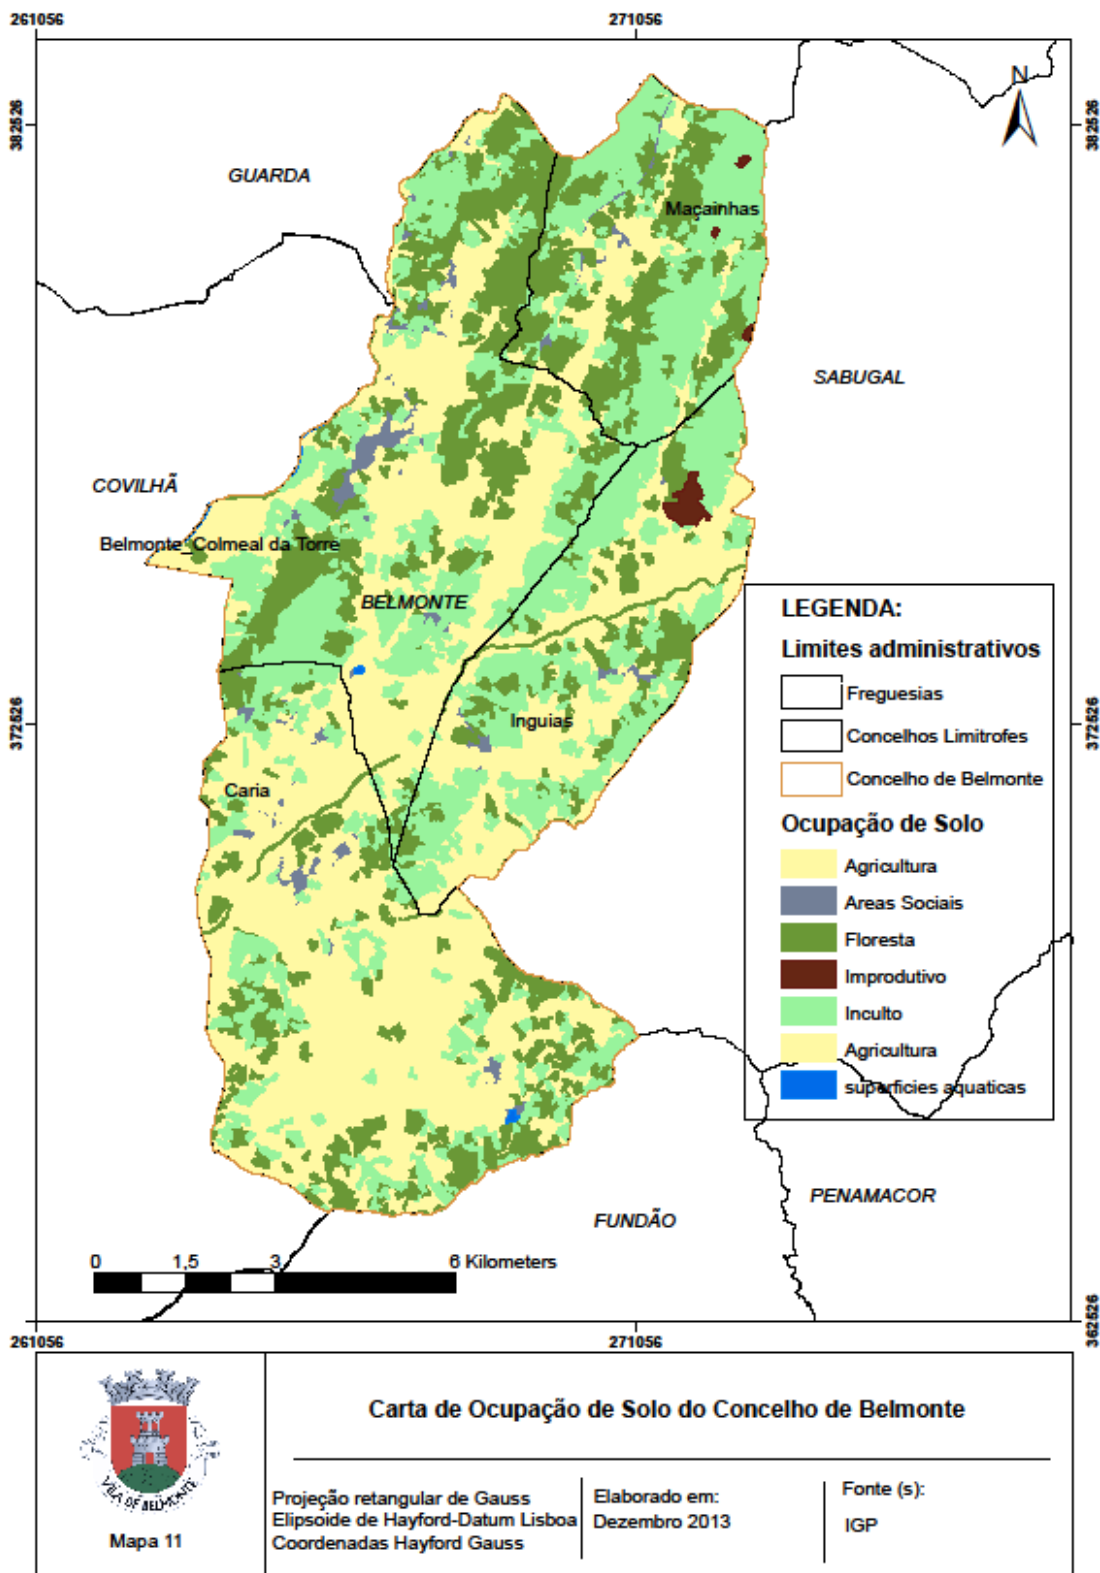 261056
271056
382526
382526
N
GUARDA
Maçainhas
SABUGAL
COVILHÃ
Belmonte_Colmeal da Torre
BELMONTE
LEGENDA:
Limites administrativos
Freguesias
Concelhos Limitrofes
Concelho de Belmonte
372526
372526
Inguias
Caria
Ocupação de Solo
Agricultura
Areas Sociais
Floresta
Improdutivo
Inculto
Agricultura
superficies aquaticas
PENAMACOR
FUNDÃO
0 1,5 3 6 Kilometers
362526
261056
271056
Carta de Ocupação de Solo do Concelho de Belmonte
VILA DE BELMONTE
Mapa 11
Projeção retangular de Gauss
Elipsoide de Hayford-Datum Lisboa
Coordenadas Hayford Gauss
Elaborado em:
Dezembro 2013
Fonte (s):
IGP